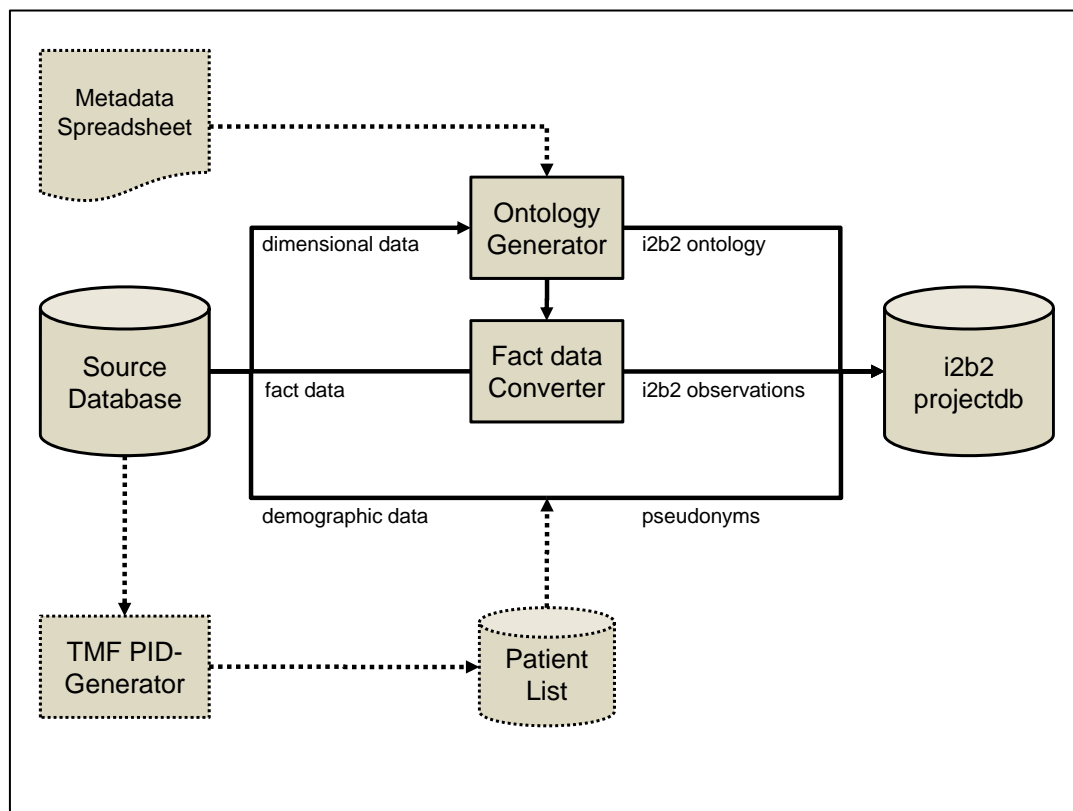 Metadata
Spreadsheet
Ontology
Generator
dimensional data
i2b2 ontology
Source
Database
Fact data
Converter
i2b2
projectdb
fact data
i2b2 observations
demographic data
pseudonyms
TMF PID-
Generator
Patient
List